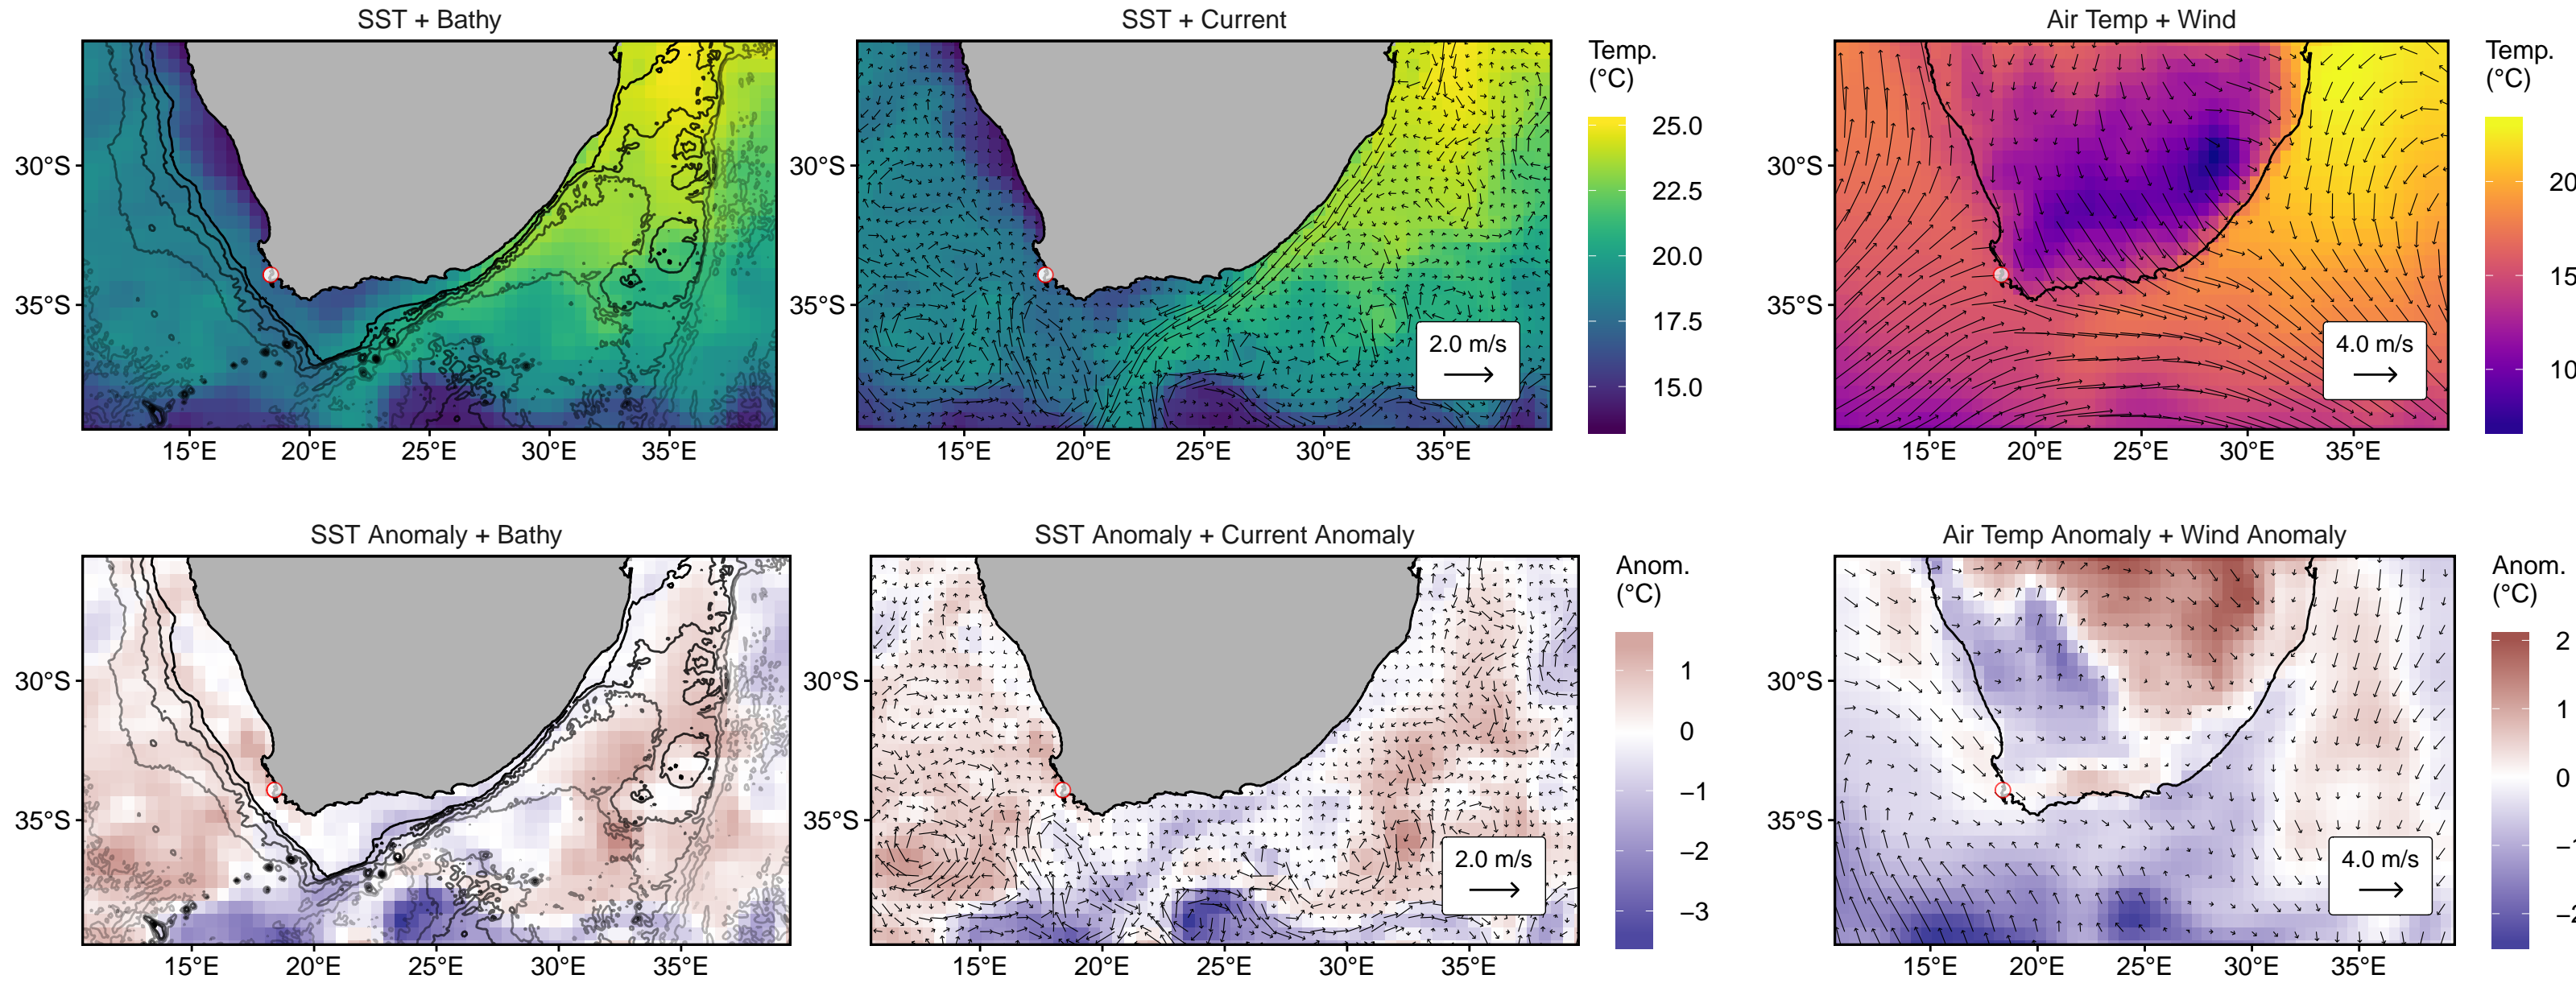 SST + Bathy
SST + Current
Air Temp + Wind
30°S
35°S
15°E 20°E 25°E 30°E 35°E
30°S
35°S
2.0 m/s
15°E 20°E 25°E 30°E 35°E
Temp.
(°C)
25.0
22.5
20.0
17.5
15.0
30°S
35°S
4.0 m/s
15°E 20°E 25°E 30°E 35°E
Temp.
(°C)
20
15
10
SST Anomaly + Bathy
SST Anomaly + Current Anomaly
Air Temp Anomaly + Wind Anomaly
30°S
35°S
15°E 20°E 25°E 30°E 35°E
30°S
35°S
2.0 m/s
15°E 20°E 25°E 30°E 35°E
Anom.
(°C)
1
0
−1
−2
−3
30°S
35°S
4.0 m/s
15°E 20°E 25°E 30°E 35°E
Anom.
(°C)
2
1
0
−1
−2